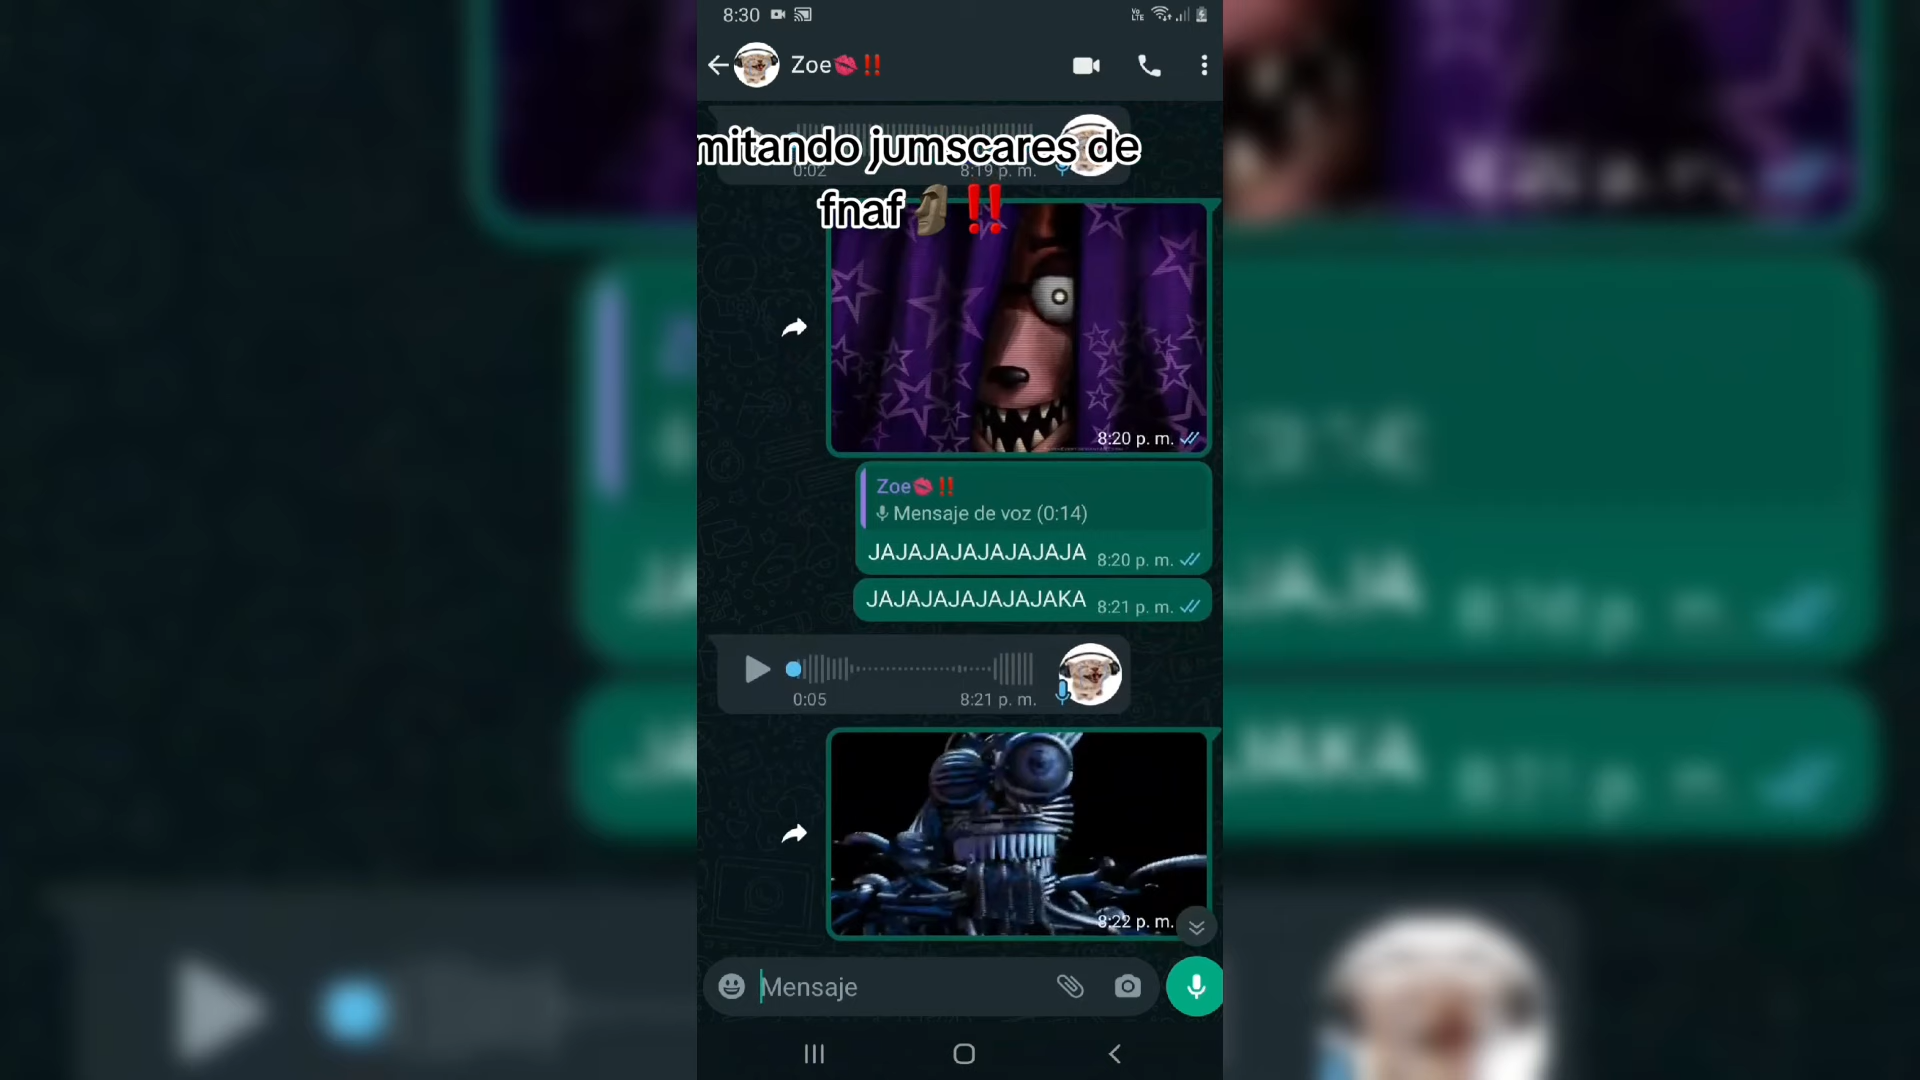 8:30
Zoe💋‼️
mitando jumscares de
fnaf🗿‼️
0:02 8:19 p. m.
8:20 p. m.
Zoe💋‼️
Mensaje de voz (0:14)
JAJAJAJAJAJAJAJA 8:20 p. m.
JAJAJAJAJAJAJAKA 8:21 p. m.
0:05 8:21 p. m.
8:22 p. m.
Mensaje